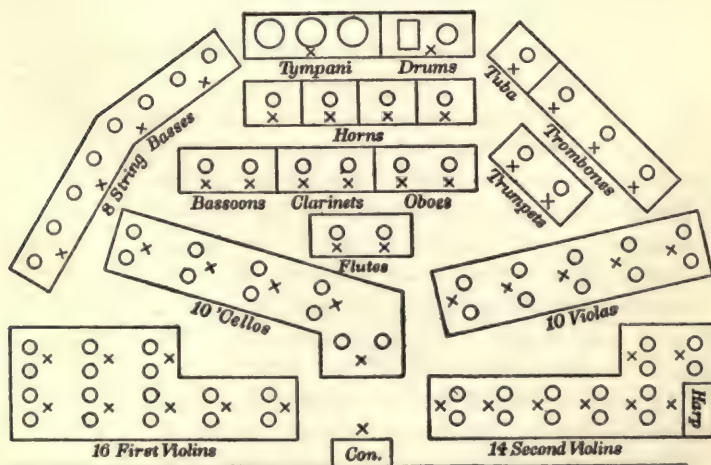 Tympani
Drums
Tuba
Trombones
Horns
8 String Basses
Bassoons
Clarinets
Oboes
Trumpets
Flutes
10 'Cellos
10 Violas
Harp
16 First Violins
Con.
14 Second Violins